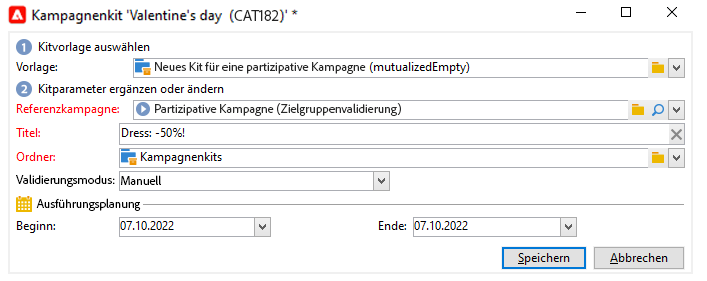 Kampagnenkit 'Valentine's day (CAT182)' *
1 Kitvorlage auswählen
Vorlage: Neues Kit für eine partizipative Kampagne (mutualizedEmpty)
2 Kitparameter ergänzen oder ändern
Referenzkampagne: Partizipative Kampagne (Zielgruppenvalidierung)
Titel: Dress: -50%!
Ordner: Kampagnenkits
Validierungsmodus: Manuell
Ausführungsplanung
Beginn: 07.10.2022 Ende: 07.10.2022
Speichern Abbrechen